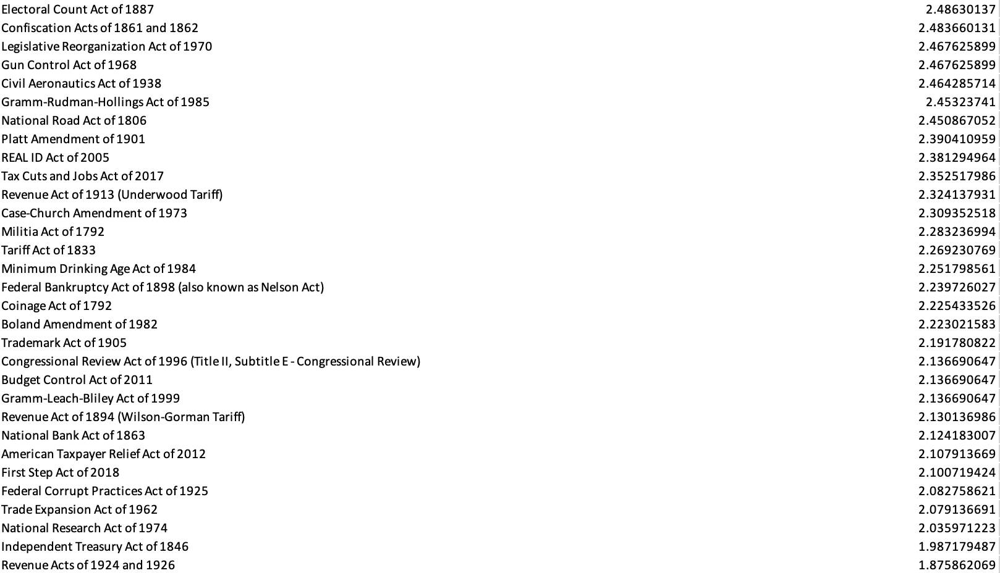 Electoral Count Act of 1887 2.48630137
Confiscation Acts of 1861 and 1862 2.483660131
Legislative Reorganization Act of 1970 2.467625899
Gun Control Act of 1968 2.467625899
Civil Aeronautics Act of 1938 2.464285714
Gramm-Rudman-Hollings Act of 1985 2.45323741
National Road Act of 1806 2.450867052
Platt Amendment of 1901 2.390410959
REAL ID Act of 2005 2.381294964
Tax Cuts and Jobs Act of 2017 2.352517986
Revenue Act of 1913 (Underwood Tariff) 2.324137931
Case-Church Amendment of 1973 2.309352518
Militia Act of 1792 2.283236994
Tariff Act of 1833 2.269230769
Minimum Drinking Age Act of 1984 2.251798561
Federal Bankruptcy Act of 1898 (also known as Nelson Act) 2.239726027
Coinage Act of 1792 2.225433526
Boland Amendment of 1982 2.223021583
Trademark Act of 1905 2.191780822
Congressional Review Act of 1996 (Title II, Subtitle E - Congressional Review) 2.136690647
Budget Control Act of 2011 2.136690647
Gramm-Leach-Bliley Act of 1999 2.136690647
Revenue Act of 1894 (Wilson-Gorman Tariff) 2.130136986
National Bank Act of 1863 2.124183007
American Taxpayer Relief Act of 2012 2.107913669
First Step Act of 2018 2.100719424
Federal Corrupt Practices Act of 1925 2.082758621
Trade Expansion Act of 1962 2.079136691
National Research Act of 1974 2.035971223
Independent Treasury Act of 1846 1.987179487
Revenue Acts of 1924 and 1926 1.875862069